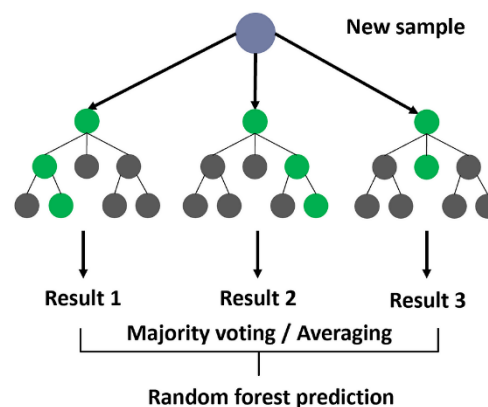 New sample
Result 1
Result 2
Result 3
Majority voting / Averaging
Random forest prediction